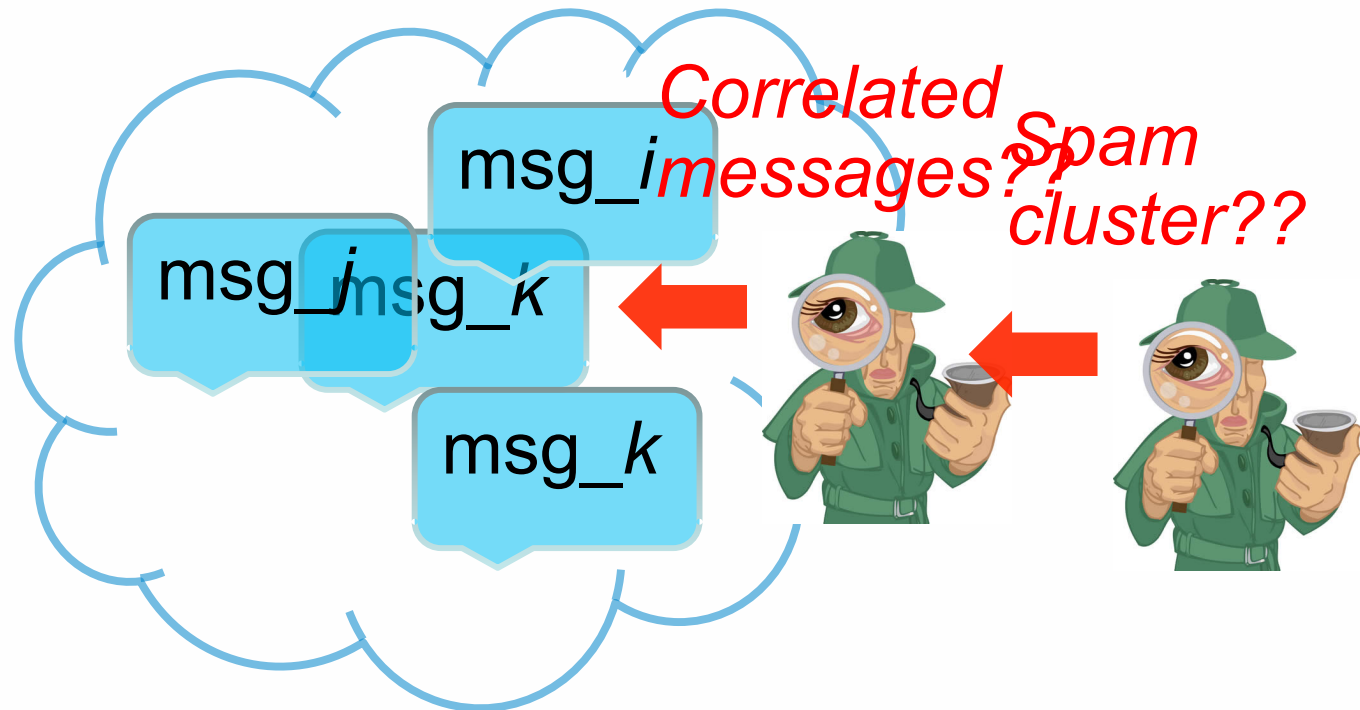 msg_i
Correlated
messages??
Spam
cluster??
msg_j
msg_k
msg_k